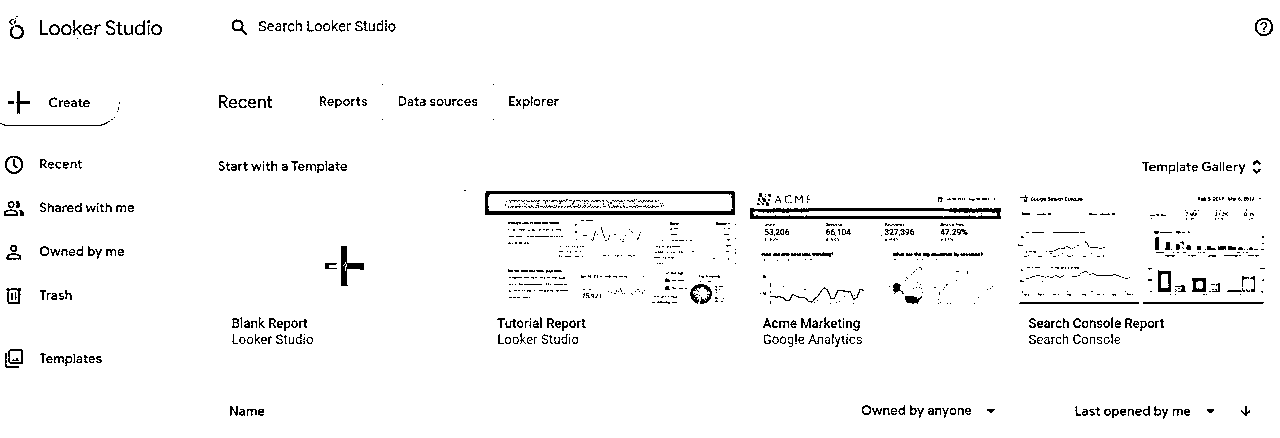 Looker Studio
Search Looker Studio
Create
Recent
Reports
Data sources
Explorer
Recent
Shared with me
Owned by me
Trash
Templates
Start with a Template
Template Gallery
Blank Report
Looker Studio
Tutorial Report
Looker Studio
ACME
53,206
66,104
327,396
47.29%
Acme Marketing
Google Analytics
Google Search Console
Search Console Report
Search Console
Name
Owned by anyone
Last opened by me